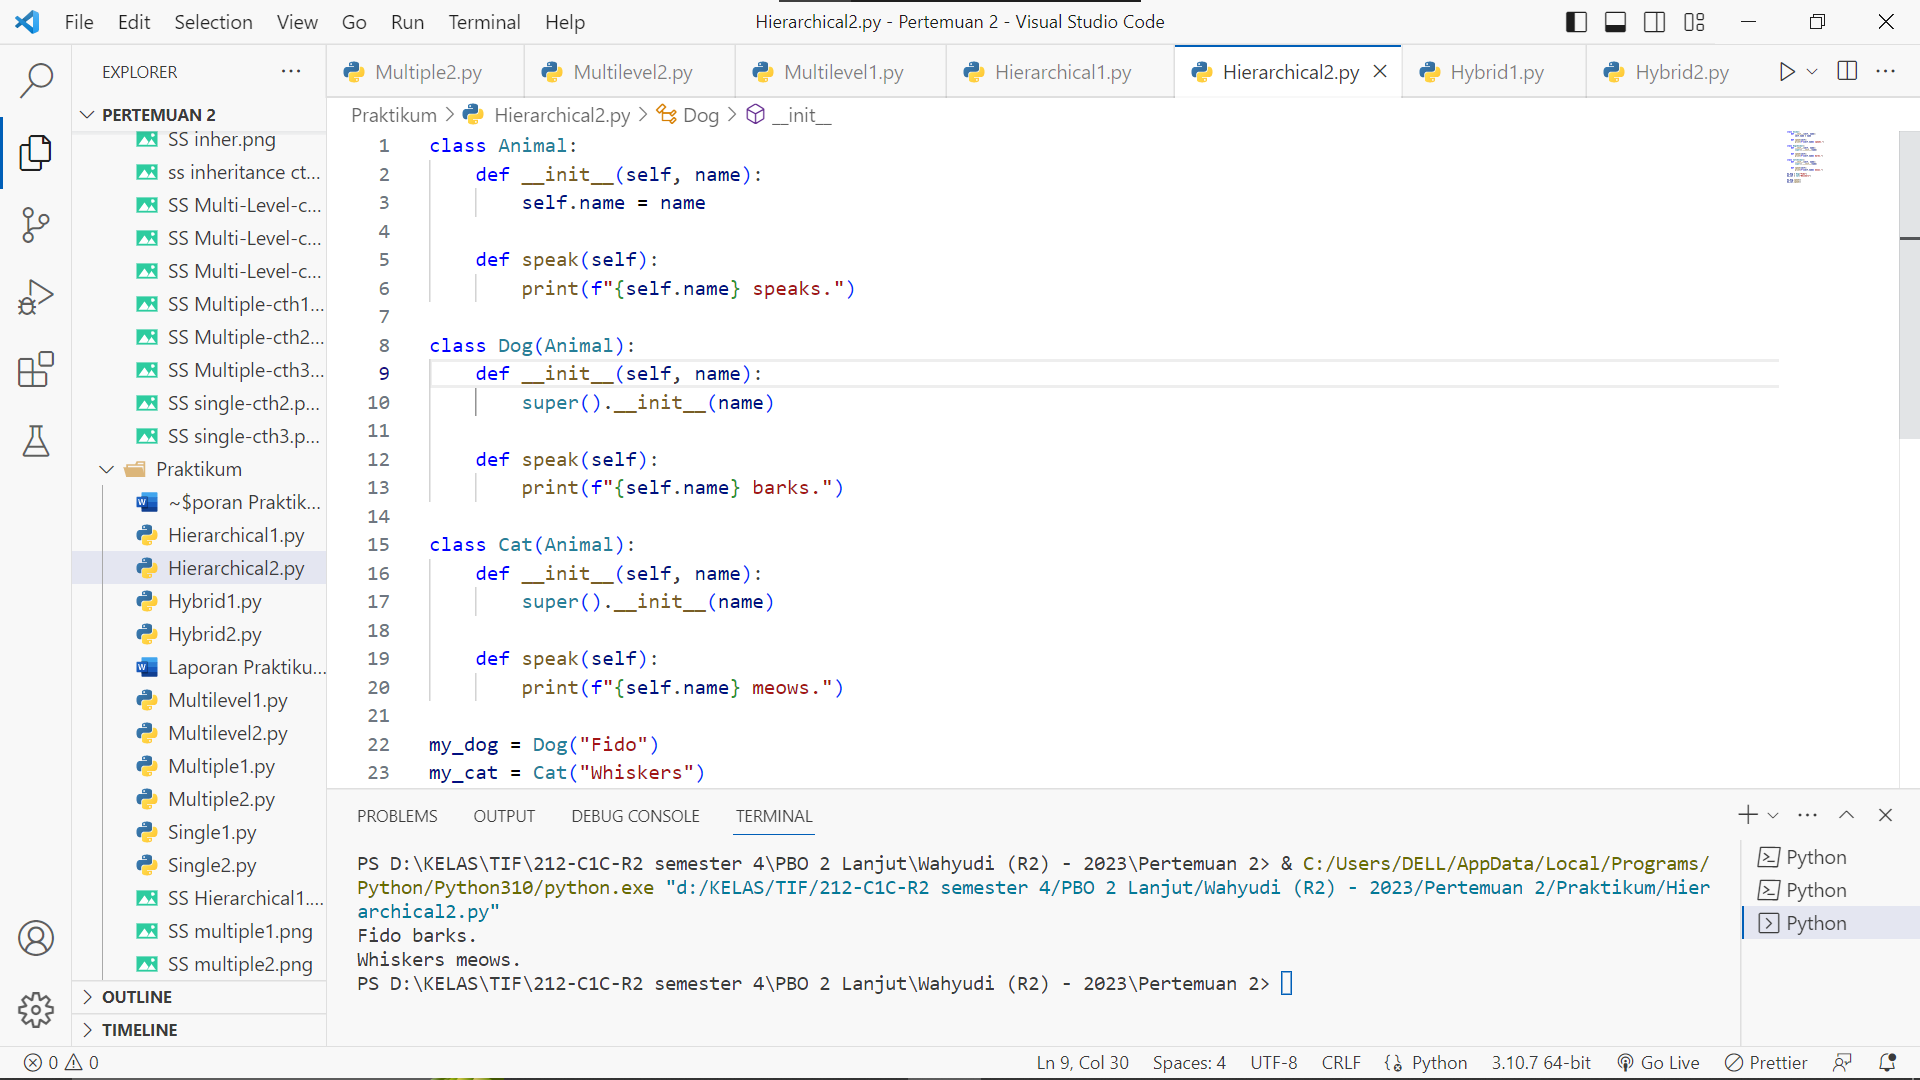 File Edit Selection View Go Run Terminal Help
Hierarchical2.py - Pertemuan 2 - Visual Studio Code
EXPLORER
PERTEMUAN 2
SS inher.png
ss inheritance ct...
SS Multi-Level-c...
SS Multi-Level-c...
SS Multi-Level-c...
SS Multiple-cth1...
SS Multiple-cth2...
SS Multiple-cth3...
SS single-cth2.p...
SS single-cth3.p...
Praktikum
~$poran Praktik...
Hierarchical1.py
Hierarchical2.py
Hybrid1.py
Hybrid2.py
Laporan Praktiku...
Multilevel1.py
Multilevel2.py
Multiple1.py
Multiple2.py
Single1.py
Single2.py
SS Hierarchical1....
SS multiple1.png
SS multiple2.png
OUTLINE
TIMELINE
Multiple2.py Multilevel2.py Multilevel1.py Hierarchical1.py Hierarchical2.py Hybrid1.py Hybrid2.py
Praktikum > Hierarchical2.py > Dog > __init__
1 class Animal:
2     def __init__(self, name):
3         self.name = name
4
5     def speak(self):
6         print(f"{self.name} speaks.")
7
8 class Dog(Animal):
9     def __init__(self, name):
10         super().__init__(name)
11
12     def speak(self):
13         print(f"{self.name} barks.")
14
15 class Cat(Animal):
16     def __init__(self, name):
17         super().__init__(name)
18
19     def speak(self):
20         print(f"{self.name} meows.")
21
22 my_dog = Dog("Fido")
23 my_cat = Cat("Whiskers")
PROBLEMS OUTPUT DEBUG CONSOLE TERMINAL
PS D:\KELAS\TIF\212-C1C-R2 semester 4\PBO 2 Lanjut\Wahyudi (R2) - 2023\Pertemuan 2> & C:/Users/DELL/AppData/Local/Programs/
Python/Python310/python.exe "d:/KELAS/TIF/212-C1C-R2 semester 4/PBO 2 Lanjut/Wahyudi (R2) - 2023/Pertemuan 2/Praktikum/Hier
archical2.py"
Fido barks.
Whiskers meows.
PS D:\KELAS\TIF\212-C1C-R2 semester 4\PBO 2 Lanjut\Wahyudi (R2) - 2023\Pertemuan 2>
Python
Python
Python
0 0 Ln 9, Col 30 Spaces: 4 UTF-8 CRLF Python 3.10.7 64-bit Go Live Prettier